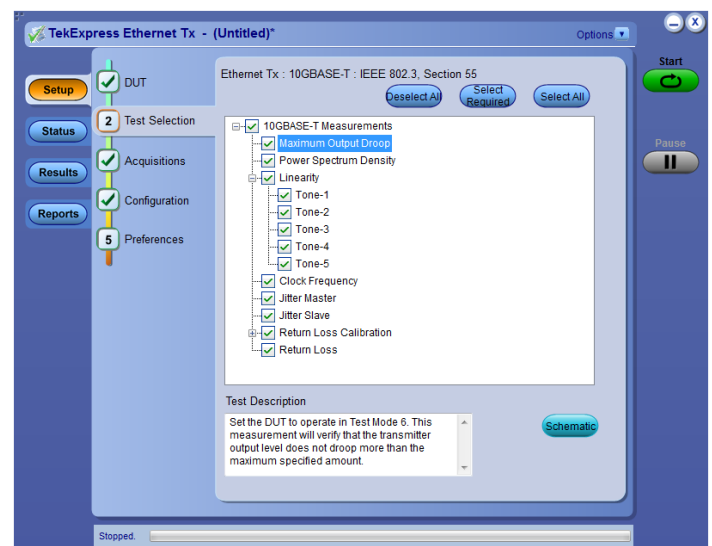 TekExpress Ethernet Tx - (Untitled)*
Options
Setup
Status
Results
Reports
DUT
2 Test Selection
Acquisitions
Configuration
5 Preferences
Ethernet Tx : 10GBASE-T : IEEE 802.3, Section 55
Deselect All
Select Required
Select All
10GBASE-T Measurements
Maximum Output Droop
Power Spectrum Density
Linearity
Tone-1
Tone-2
Tone-3
Tone-4
Tone-5
Clock Frequency
Jitter Master
Jitter Slave
Return Loss Calibration
Return Loss
Test Description
Set the DUT to operate in Test Mode 6. This
measurement will verify that the transmitter
output level does not droop more than the
maximum specified amount.
Schematic
Start
Pause
Stopped.